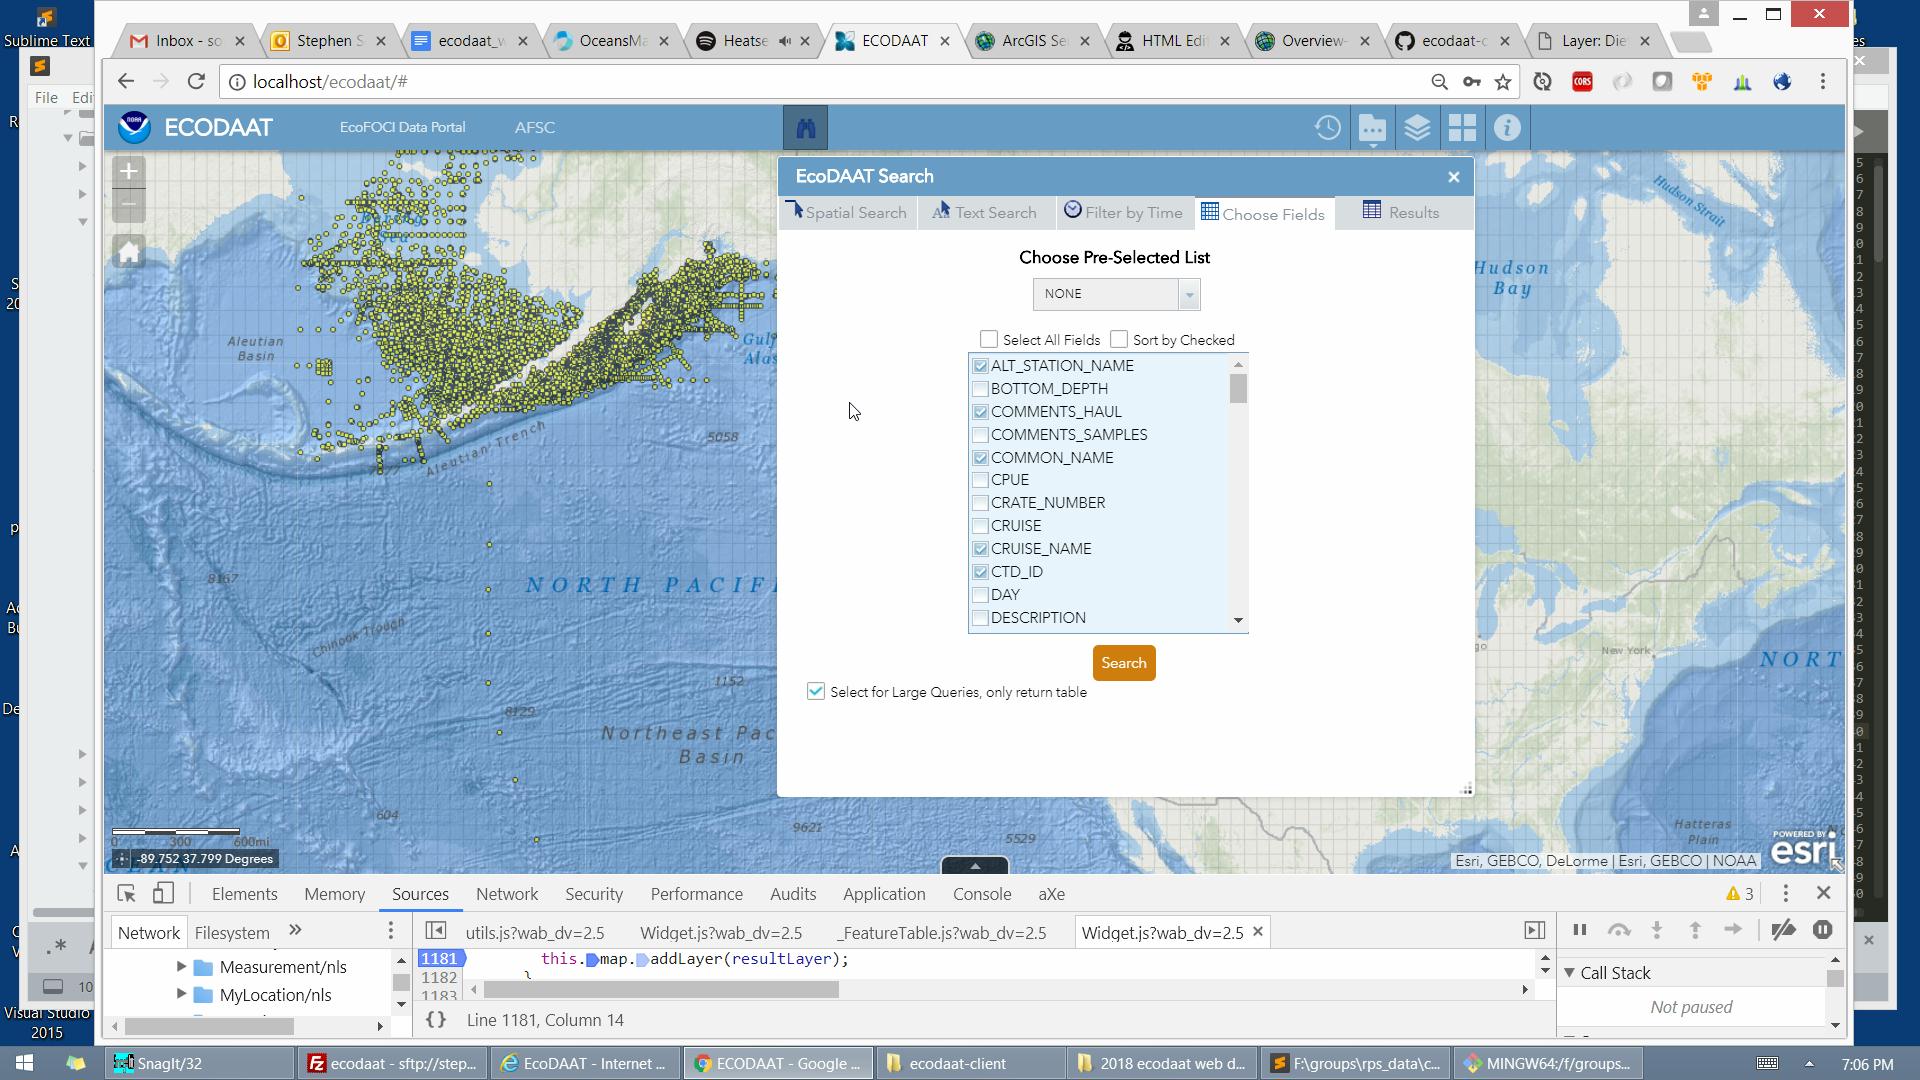 Sublime Text
Inbox - so
Stephen S
ecodaat_w
OceansMa
Heatse
ECODAAT
ArcGIS Se
HTML Edi
Overview-
ecodaat-c
Layer: Die
localhost/ecodaat/#
CORS
File Edi
NOAA
ECODAAT
EcoFOCI Data Portal
AFSC
EcoDAAT Search
Spatial Search
Text Search
Filter by Time
Choose Fields
Results
Choose Pre-Selected List
NONE
Select All Fields
Sort by Checked
ALT_STATION_NAME
BOTTOM_DEPTH
COMMENTS_HAUL
COMMENTS_SAMPLES
COMMON_NAME
CPUE
CRATE_NUMBER
CRUISE
CRUISE_NAME
CTD_ID
DAY
DESCRIPTION
Search
Select for Large Queries, only return table
Hudson Strait
Hudson
Bay
Aleutian
Basin
Gulf
Alas
5058
Aleutian Trench
8167
NORTH PACIFI
Chinook Trough
1152
8129
Northeast Pac
Basin
604
9621
5529
New York
NORT
Hatteras
Plain
0 300 600mi
-89.752 37.799 Degrees
POWERED BY
esri
Esri, GEBCO, DeLorme | Esri, GEBCO | NOAA
Elements
Memory
Sources
Network
Security
Performance
Audits
Application
Console
aXe
3
Network
Filesystem
utils.js?wab_dv=2.5
Widget.js?wab_dv=2.5
_FeatureTable.js?wab_dv=2.5
Widget.js?wab_dv=2.5
Measurement/nls
MyLocation/nls
1181 this.map.addLayer(resultLayer);
1182 }
1183
{} Line 1181, Column 14
Call Stack
Not paused
Visual Studio
2015
SnagIt/32
ecodaat - sftp://step...
EcoDAAT - Internet ...
ECODAAT - Google ...
ecodaat-client
2018 ecodaat web d...
F:\groups\rps_data\c...
MINGW64:/f/groups...
7:06 PM